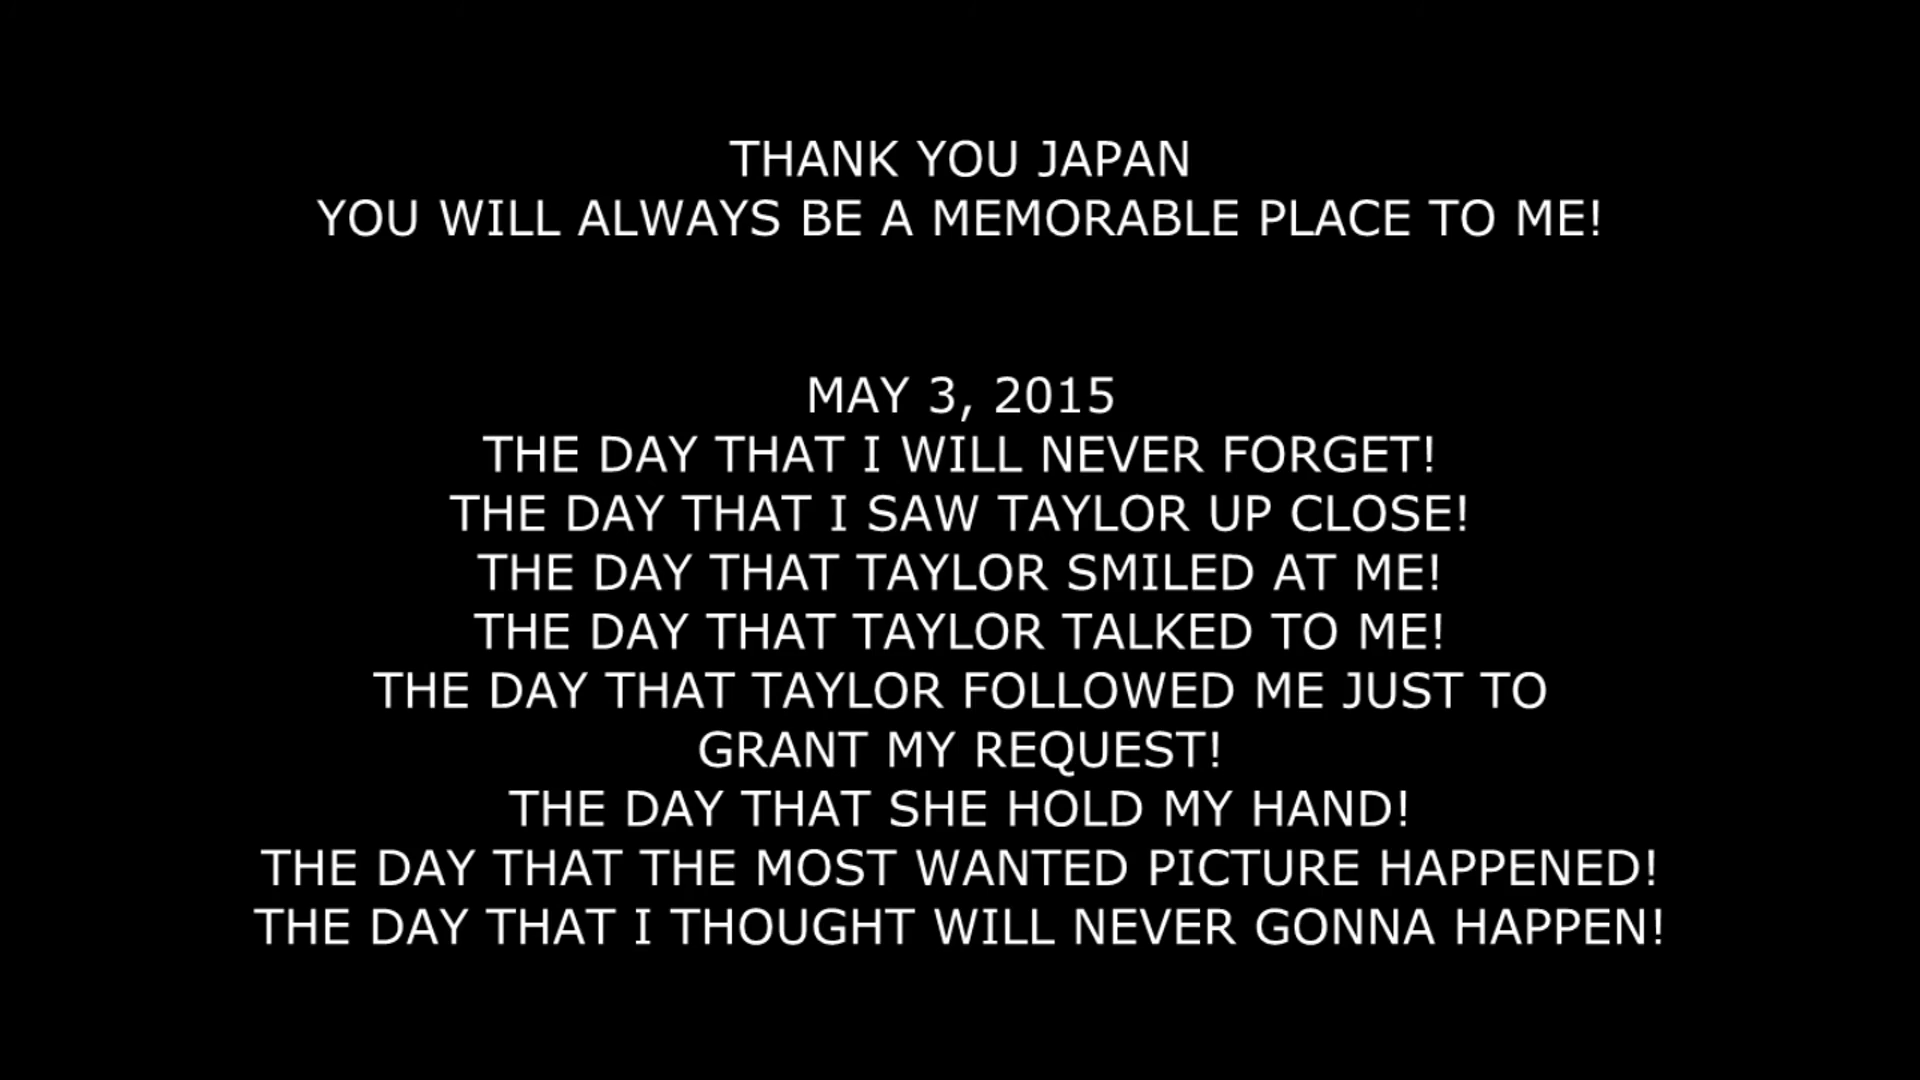 THANK YOU JAPAN
YOU WILL ALWAYS BE A MEMORABLE PLACE TO ME!
MAY 3, 2015
THE DAY THAT I WILL NEVER FORGET!
THE DAY THAT I SAW TAYLOR UP CLOSE!
THE DAY THAT TAYLOR SMILED AT ME!
THE DAY THAT TAYLOR TALKED TO ME!
THE DAY THAT TAYLOR FOLLOWED ME JUST TO
GRANT MY REQUEST!
THE DAY THAT SHE HOLD MY HAND!
THE DAY THAT THE MOST WANTED PICTURE HAPPENED!
THE DAY THAT I THOUGHT WILL NEVER GONNA HAPPEN!